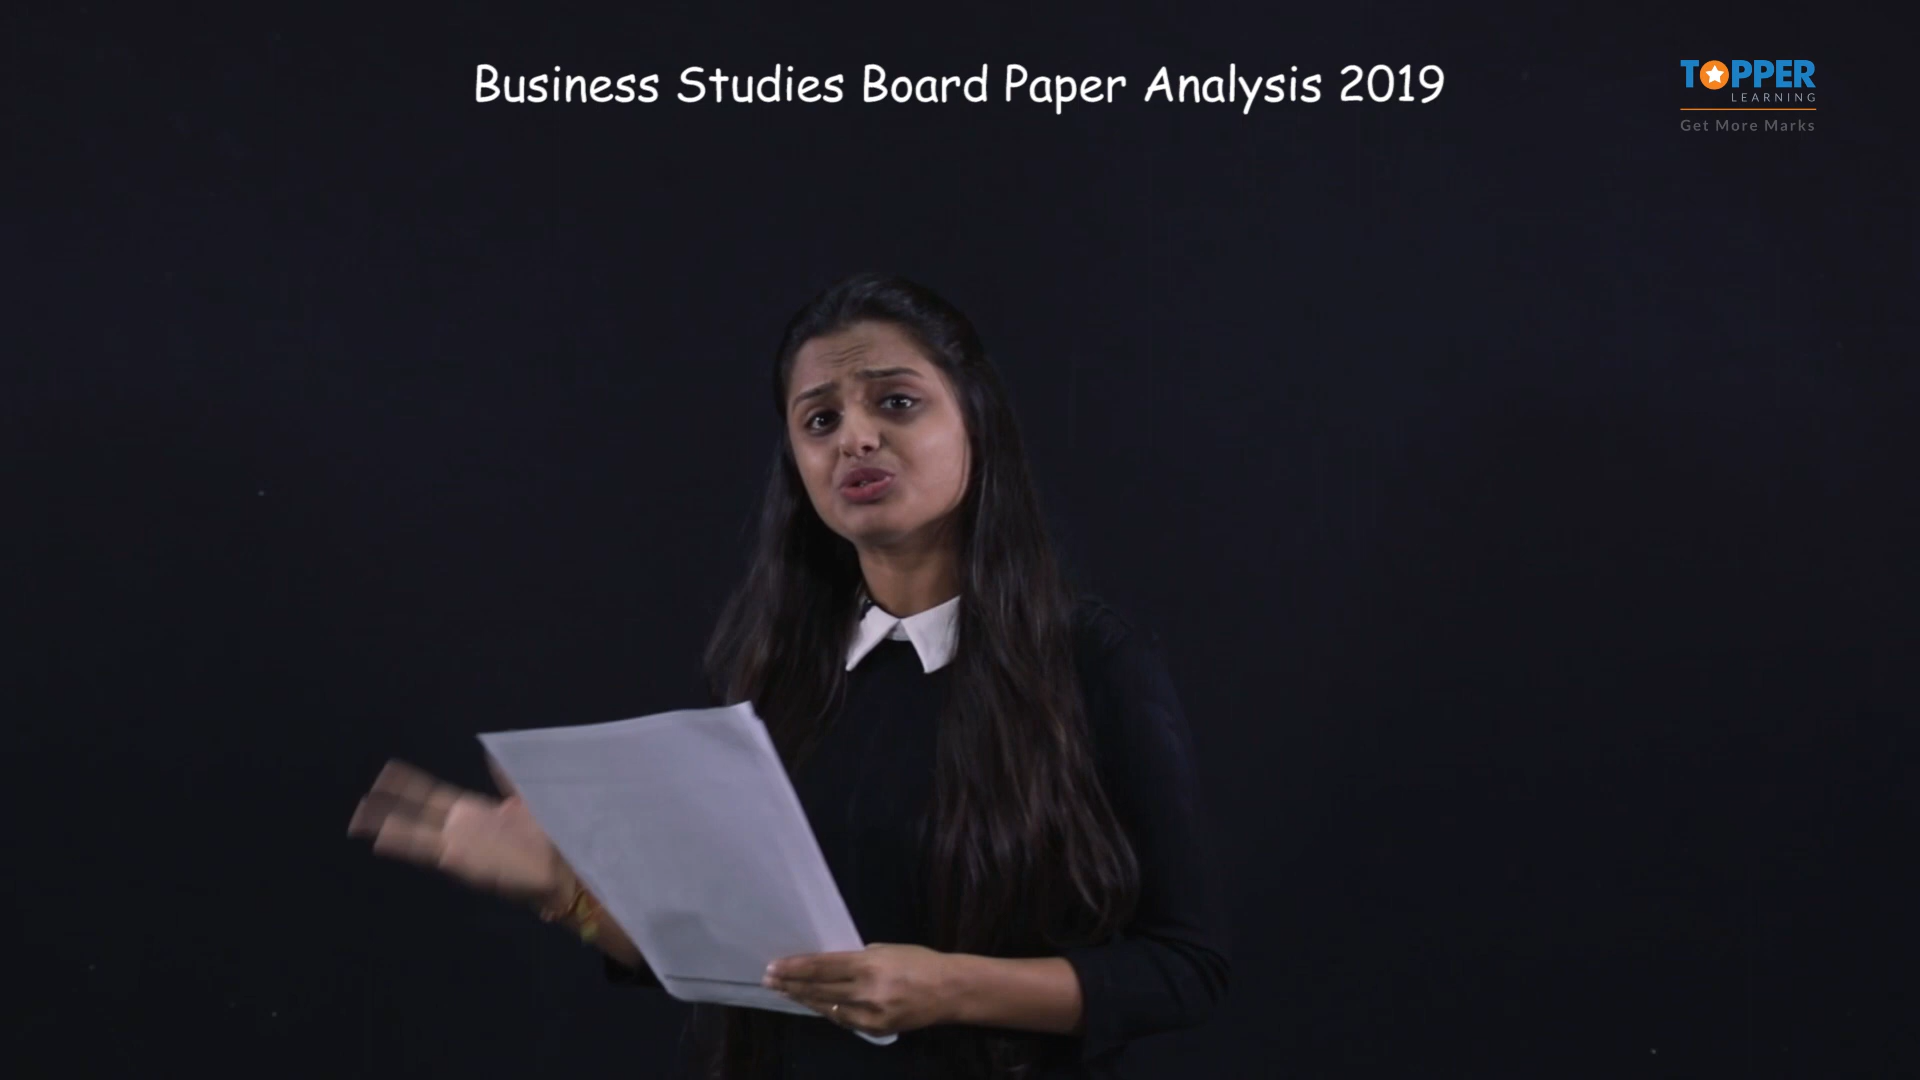 Business Studies Board Paper Analysis 2019
TOPPER
LEARNING
Get More Marks